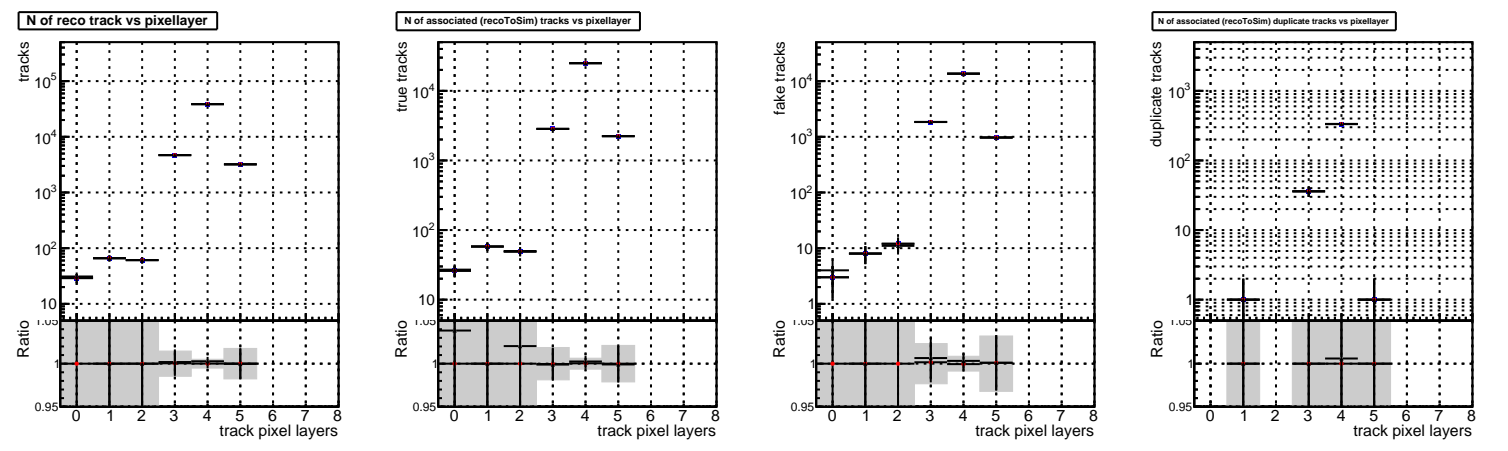 N of reco track vs pixellayer
tracks
10^5
10^4
10^3
10^2
10
Ratio
1.05
1
0.95
0 1 2 3 4 5 6 7 8
track pixel layers
N of associated (recoToSim) tracks vs pixellayer
true tracks
10^4
10^3
10^2
10
Ratio
1.05
1
0.95
0 1 2 3 4 5 6 7 8
track pixel layers
fake tracks
10^4
10^3
10^2
10
1
Ratio
1.05
1
0.95
0 1 2 3 4 5 6 7 8
track pixel layers
N of associated (recoToSim) duplicate tracks vs pixellayer
duplicate tracks
10^3
10^2
10
1
Ratio
1.05
1
0.95
0 1 2 3 4 5 6 7 8
track pixel layers